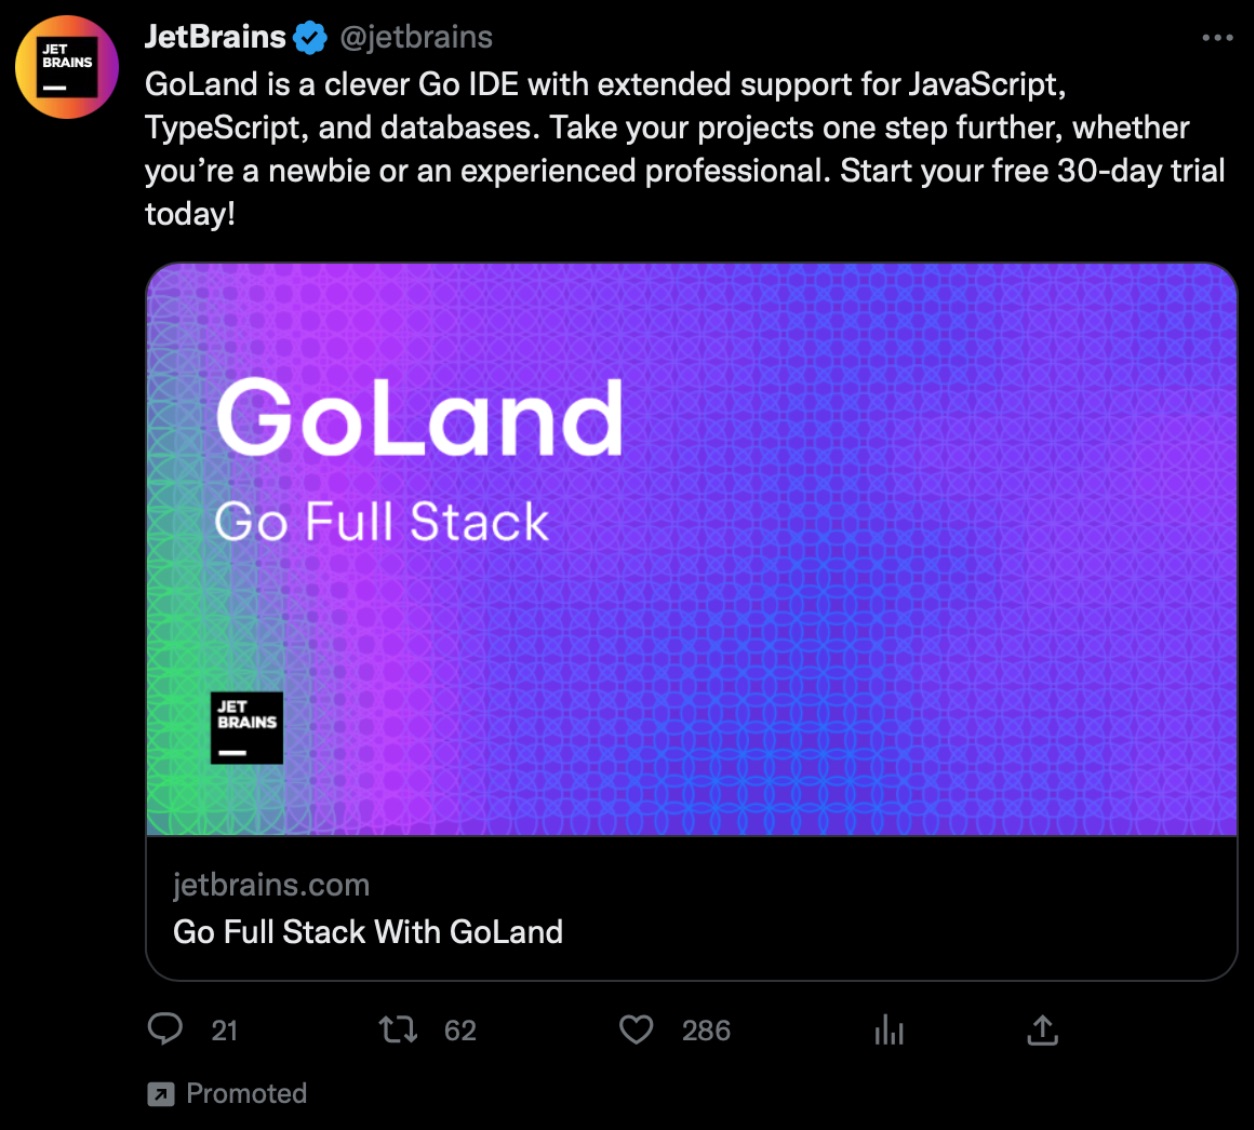 JET
BRAINS
JetBrains @jetbrains
GoLand is a clever Go IDE with extended support for JavaScript,
TypeScript, and databases. Take your projects one step further, whether
you’re a newbie or an experienced professional. Start your free 30-day trial
today!
GoLand
Go Full Stack
JET
BRAINS
jetbrains.com
Go Full Stack With GoLand
21 62 286
Promoted